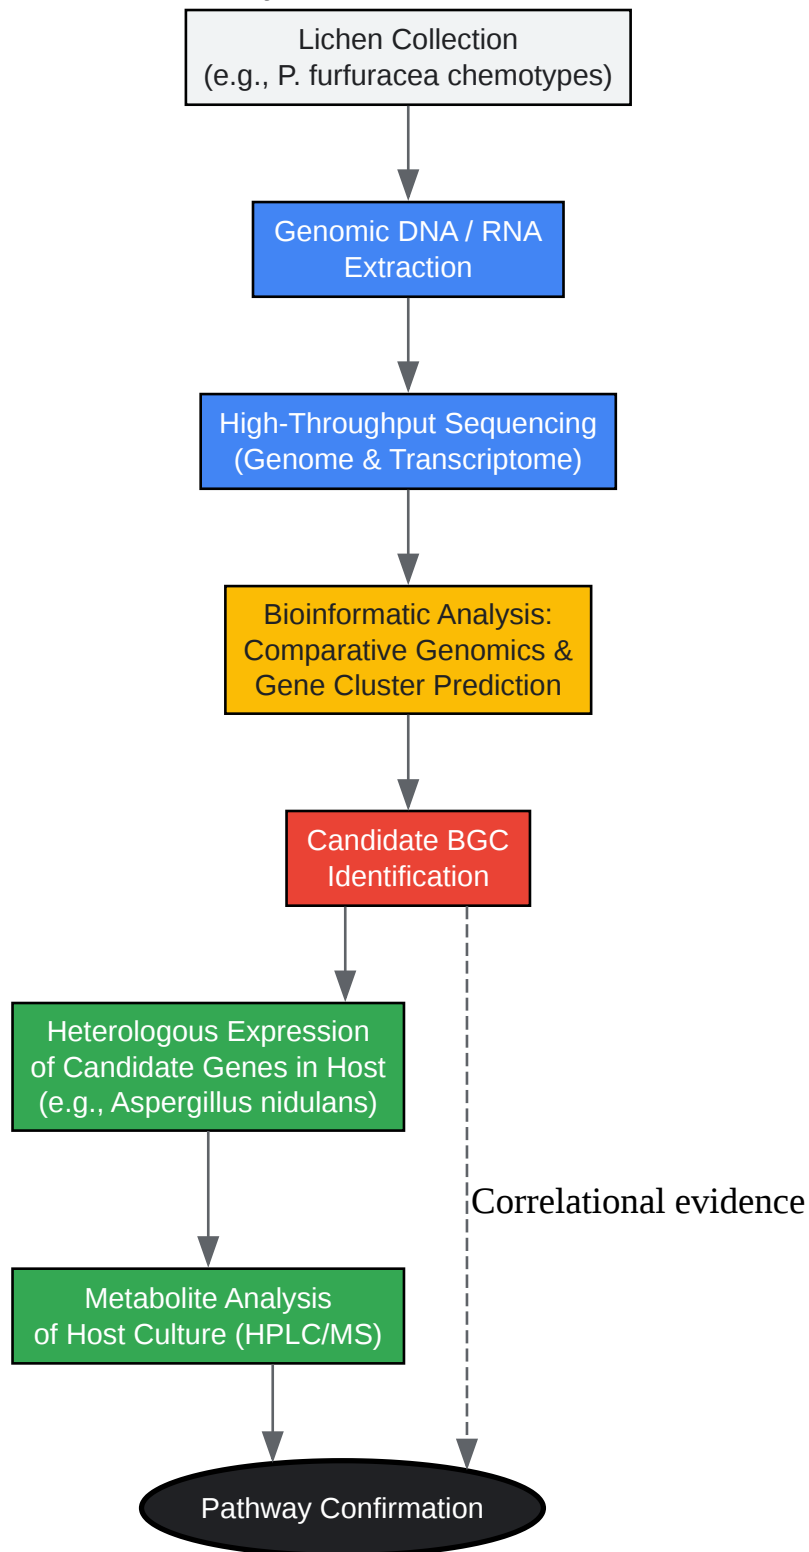 Lichen Collection
(e.g., P. furfuracea chemotypes)
Genomic DNA / RNA
Extraction
High-Throughput Sequencing
(Genome & Transcriptome)
Bioinformatic Analysis:
Comparative Genomics &
Gene Cluster Prediction
Candidate BGC
Identification
Heterologous Expression
of Candidate Genes in Host
(e.g., Aspergillus nidulans)
Correlational evidence
Metabolite Analysis
of Host Culture (HPLC/MS)
Pathway Confirmation